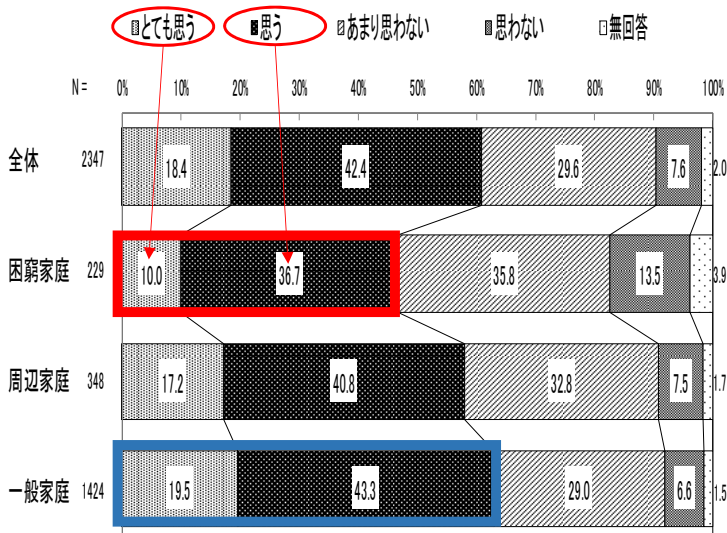 とても思う 思う あまり思わない 思わない 無回答
N= 0% 10% 20% 30% 40% 50% 60% 70% 80% 90% 100%
全体 2347 18.4 42.4 29.6 7.6 2.0
困窮家庭 229 10.0 36.7 35.8 13.5 3.9
周辺家庭 348 17.2 40.8 32.8 7.5 1.7
一般家庭 1424 19.5 43.3 29.0 6.6 1.5